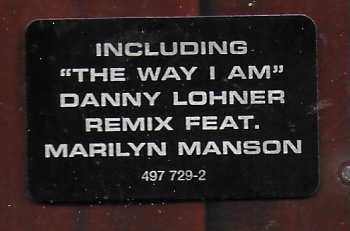 INCLUDING
“THE WAY I AM”
DANNY LOHNER
REMIX FEAT.
MARILYN MANSON
497 729-2